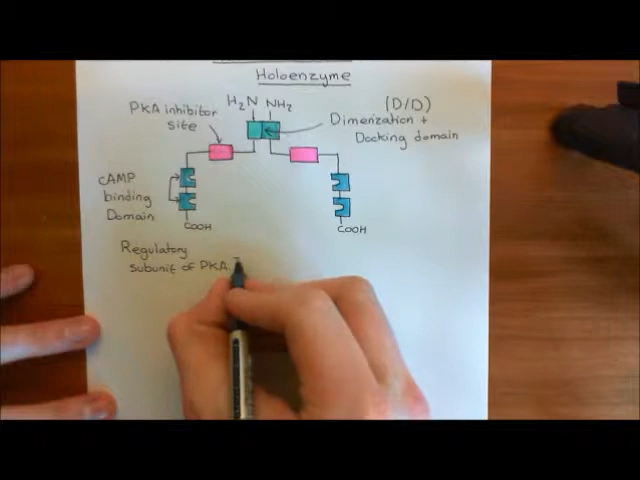 Holoenzyme
PKA inhibitor
site
H₂N NH₂
(D/D)
Dimerization +
Docking domain
cAMP
binding
Domain
COOH
COOH
Regulatory
subunit of PKA